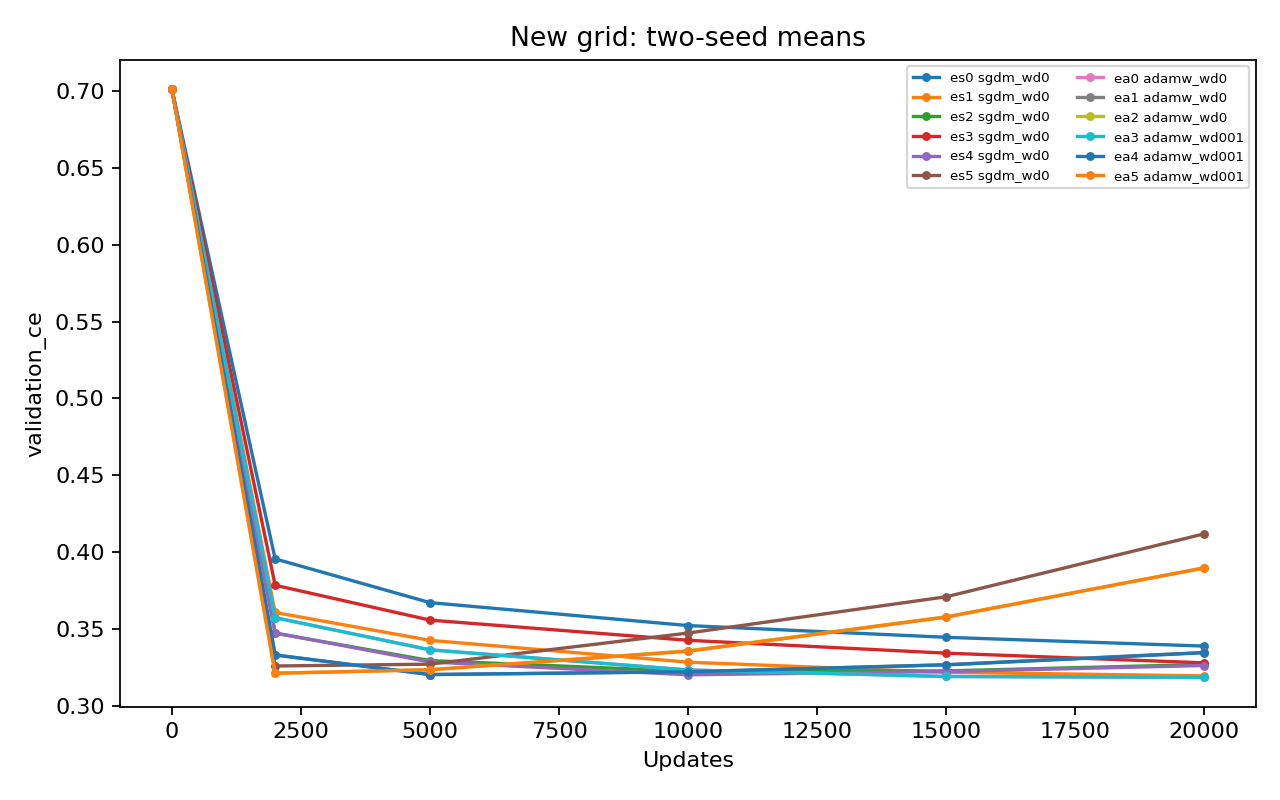 New grid: two-seed means
es0 sgdm_wd0
es1 sgdm_wd0
es2 sgdm_wd0
es3 sgdm_wd0
es4 sgdm_wd0
es5 sgdm_wd0
ea0 adamw_wd0
ea1 adamw_wd0
ea2 adamw_wd0
ea3 adamw_wd001
ea4 adamw_wd001
ea5 adamw_wd001
validation_ce
0.70
0.65
0.60
0.55
0.50
0.45
0.40
0.35
0.30
0 2500 5000 7500 10000 12500 15000 17500 20000
Updates